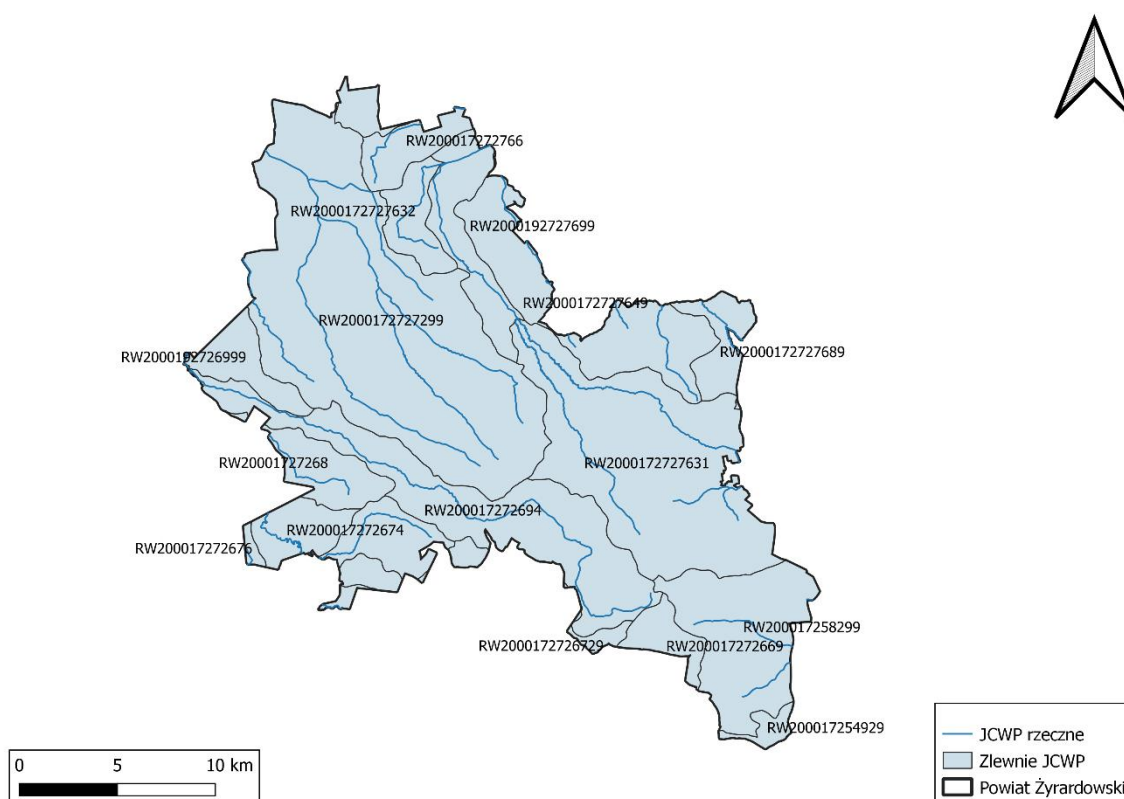 RW200017272766
RW2000172727632
RW2000192727699
RW2000172727649
RW2000172727299
RW2000192726999
RW2000172727689
RW20001727268
RW2000172727631
RW200017272694
RW200017272674
RW200017272676
RW200017258299
RW2000172726729
RW200017272669
RW200017254929
JCWP rzeczne
Zlewnie JCWP
Powiat Żyrardowski
0 5 10 km